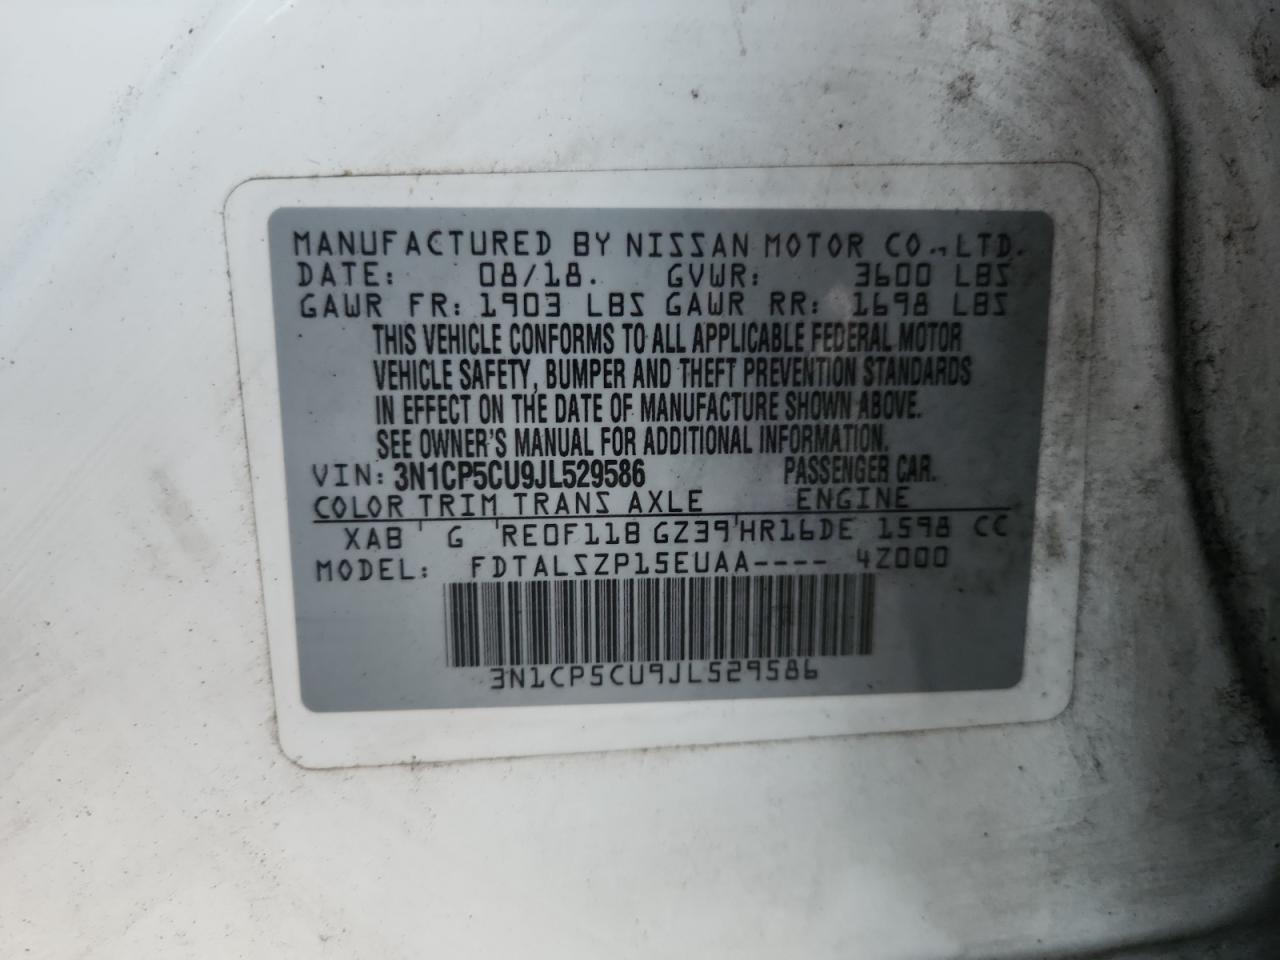 MANUFACTURED BY NISSAN MOTOR CO., LTD.
DATE: 08/18. GVWR: 3600 LBS
GAWR FR: 1903 LBS GAWR RR: 1698 LBS
THIS VEHICLE CONFORMS TO ALL APPLICABLE FEDERAL MOTOR
VEHICLE SAFETY, BUMPER AND THEFT PREVENTION STANDARDS
IN EFFECT ON THE DATE OF MANUFACTURE SHOWN ABOVE.
SEE OWNER'S MANUAL FOR ADDITIONAL INFORMATION.
VIN: 3N1CP5CU9JL529586 PASSENGER CAR.
COLOR TRIM TRANS AXLE ENGINE
XAB ' G ' RE0F11B GZ39 ' HR16DE 1598 CC
MODEL: FDTALSZP15EUAA---- 4Z000
3N1CP5CU9JL529586